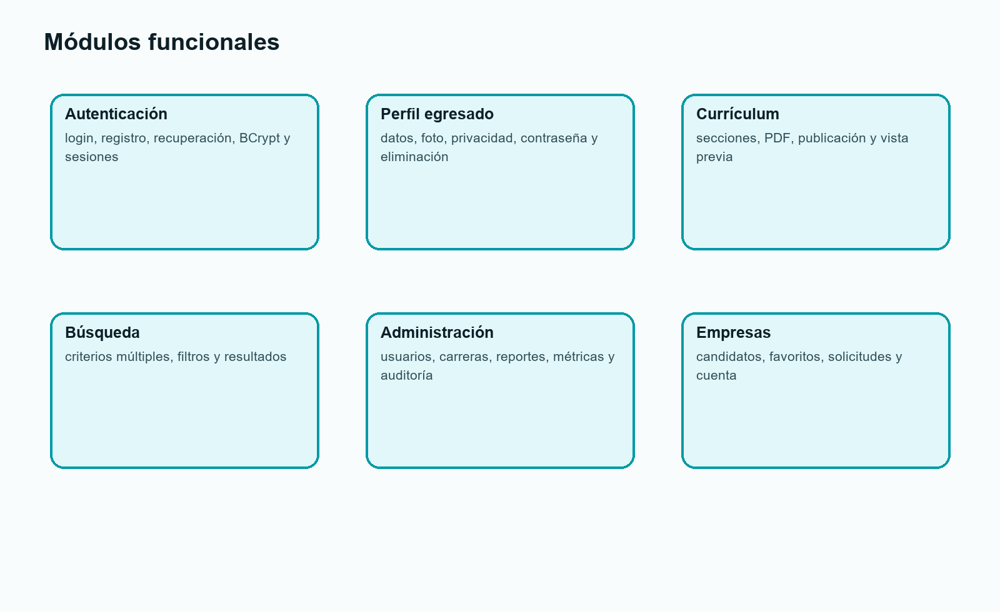 Módulos funcionales
Autenticación
login, registro, recuperación, BCrypt y
sesiones
Perfil egresado
datos, foto, privacidad, contraseña y
eliminación
Currículum
secciones, PDF, publicación y vista
previa
Búsqueda
criterios múltiples, filtros y resultados
Administración
usuarios, carreras, reportes, métricas y
auditoría
Empresas
candidatos, favoritos, solicitudes y
cuenta